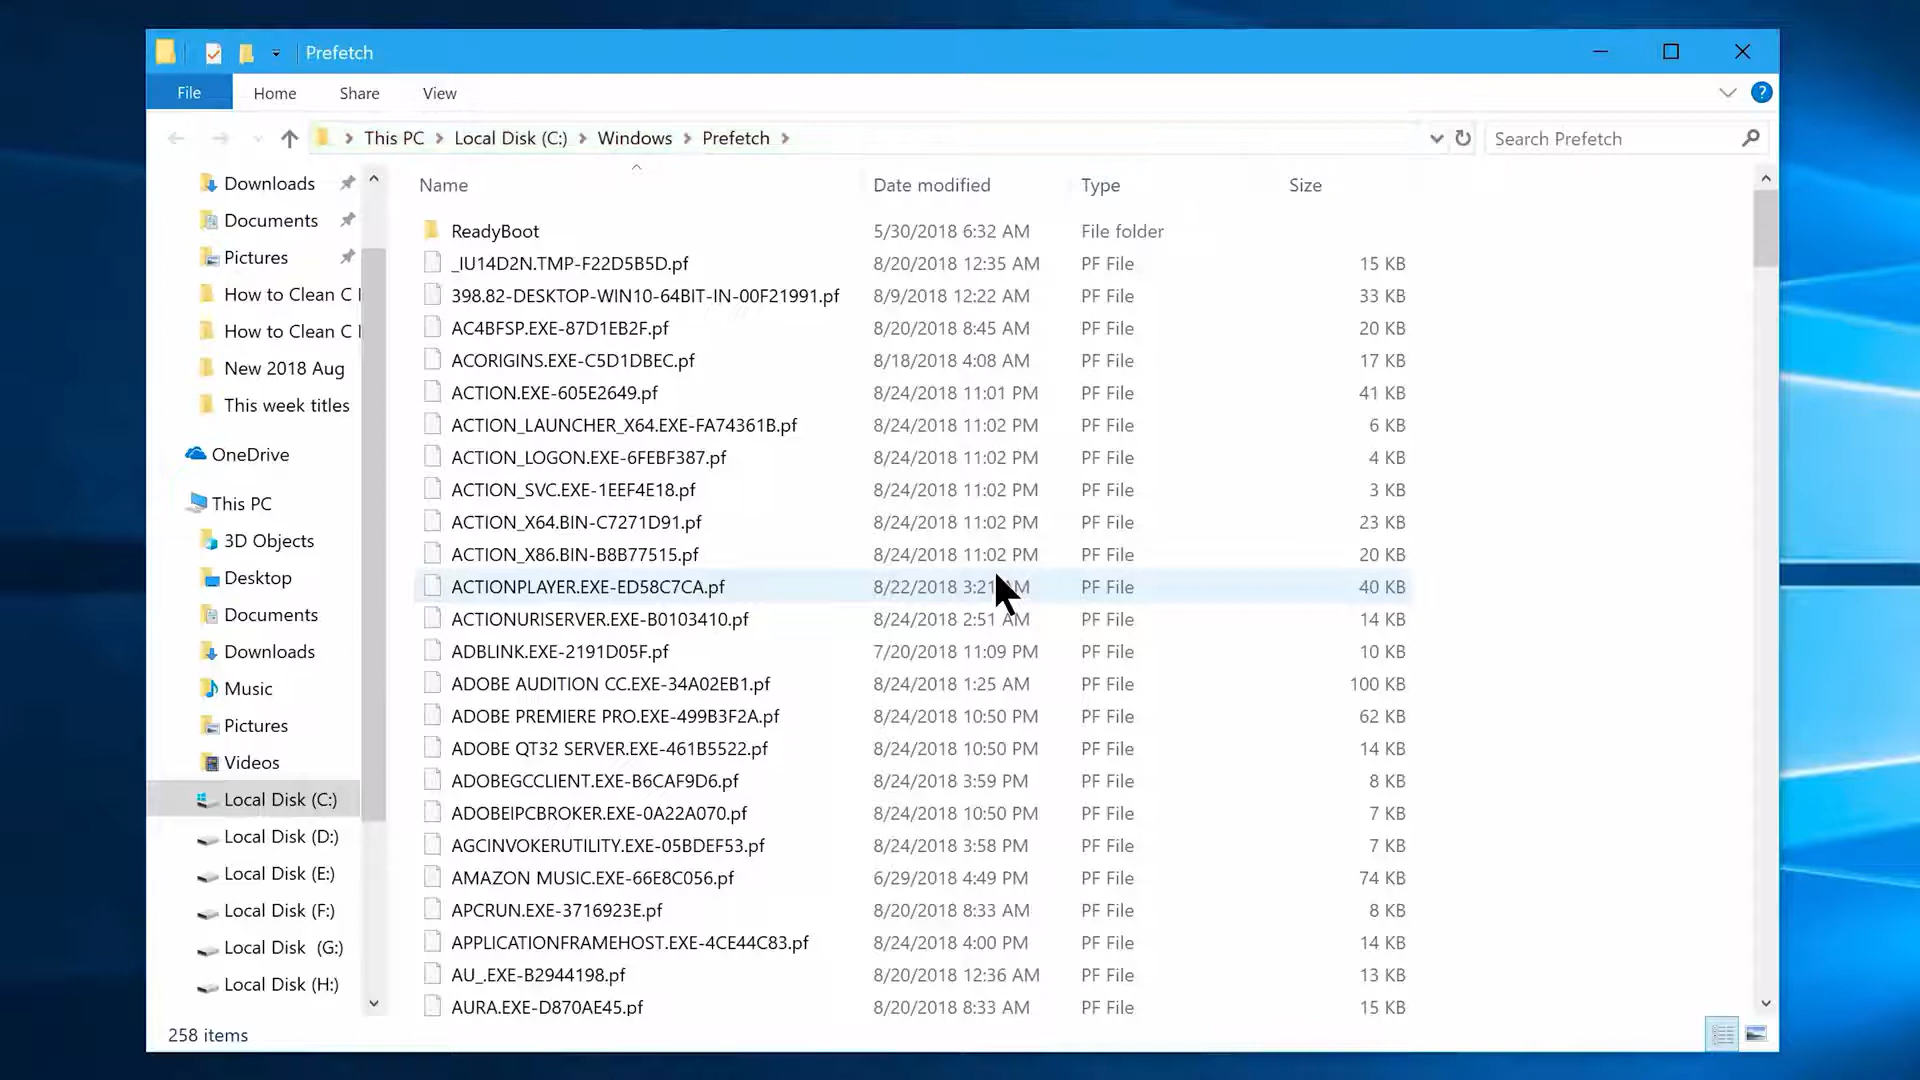 Prefetch
File Home Share View
This PC Local Disk (C:) Windows Prefetch
Search Prefetch
Downloads
Documents
Pictures
How to Clean C
How to Clean C
New 2018 Aug
This week titles
OneDrive
This PC
3D Objects
Desktop
Documents
Downloads
Music
Pictures
Videos
Local Disk (C:)
Local Disk (D:)
Local Disk (E:)
Local Disk (F:)
Local Disk (G:)
Local Disk (H:)
Name Date modified Type Size
ReadyBoot 5/30/2018 6:32 AM File folder
_IU14D2N.TMP-F22D5B5D.pf 8/20/2018 12:35 AM PF File 15 KB
398.82-DESKTOP-WIN10-64BIT-IN-00F21991.pf 8/9/2018 12:22 AM PF File 33 KB
AC4BFSP.EXE-87D1EB2F.pf 8/20/2018 8:45 AM PF File 20 KB
ACORIGINS.EXE-C5D1DBEC.pf 8/18/2018 4:08 AM PF File 17 KB
ACTION.EXE-605E2649.pf 8/24/2018 11:01 PM PF File 41 KB
ACTION_LAUNCHER_X64.EXE-FA74361B.pf 8/24/2018 11:02 PM PF File 6 KB
ACTION_LOGON.EXE-6FEBF387.pf 8/24/2018 11:02 PM PF File 4 KB
ACTION_SVC.EXE-1EEF4E18.pf 8/24/2018 11:02 PM PF File 3 KB
ACTION_X64.BIN-C7271D91.pf 8/24/2018 11:02 PM PF File 23 KB
ACTION_X86.BIN-B8B77515.pf 8/24/2018 11:02 PM PF File 20 KB
ACTIONPLAYER.EXE-ED58C7CA.pf 8/22/2018 3:21 AM PF File 40 KB
ACTIONURISERVER.EXE-B0103410.pf 8/24/2018 2:51 AM PF File 14 KB
ADBLINK.EXE-2191D05F.pf 7/20/2018 11:09 PM PF File 10 KB
ADOBE AUDITION CC.EXE-34A02EB1.pf 8/24/2018 1:25 AM PF File 100 KB
ADOBE PREMIERE PRO.EXE-499B3F2A.pf 8/24/2018 10:50 PM PF File 62 KB
ADOBE QT32 SERVER.EXE-461B5522.pf 8/24/2018 10:50 PM PF File 14 KB
ADOBEGCCLIENT.EXE-B6CAF9D6.pf 8/24/2018 3:59 PM PF File 8 KB
ADOBEIPCBROKER.EXE-0A22A070.pf 8/24/2018 10:50 PM PF File 7 KB
AGCINVOKERUTILITY.EXE-05BDEF53.pf 8/24/2018 3:58 PM PF File 7 KB
AMAZON MUSIC.EXE-66E8C056.pf 6/29/2018 4:49 PM PF File 74 KB
APCRUN.EXE-3716923E.pf 8/20/2018 8:33 AM PF File 8 KB
APPLICATIONFRAMEHOST.EXE-4CE44C83.pf 8/24/2018 4:00 PM PF File 14 KB
AU_.EXE-B2944198.pf 8/20/2018 12:36 AM PF File 13 KB
AURA.EXE-D870AE45.pf 8/20/2018 8:33 AM PF File 15 KB
258 items